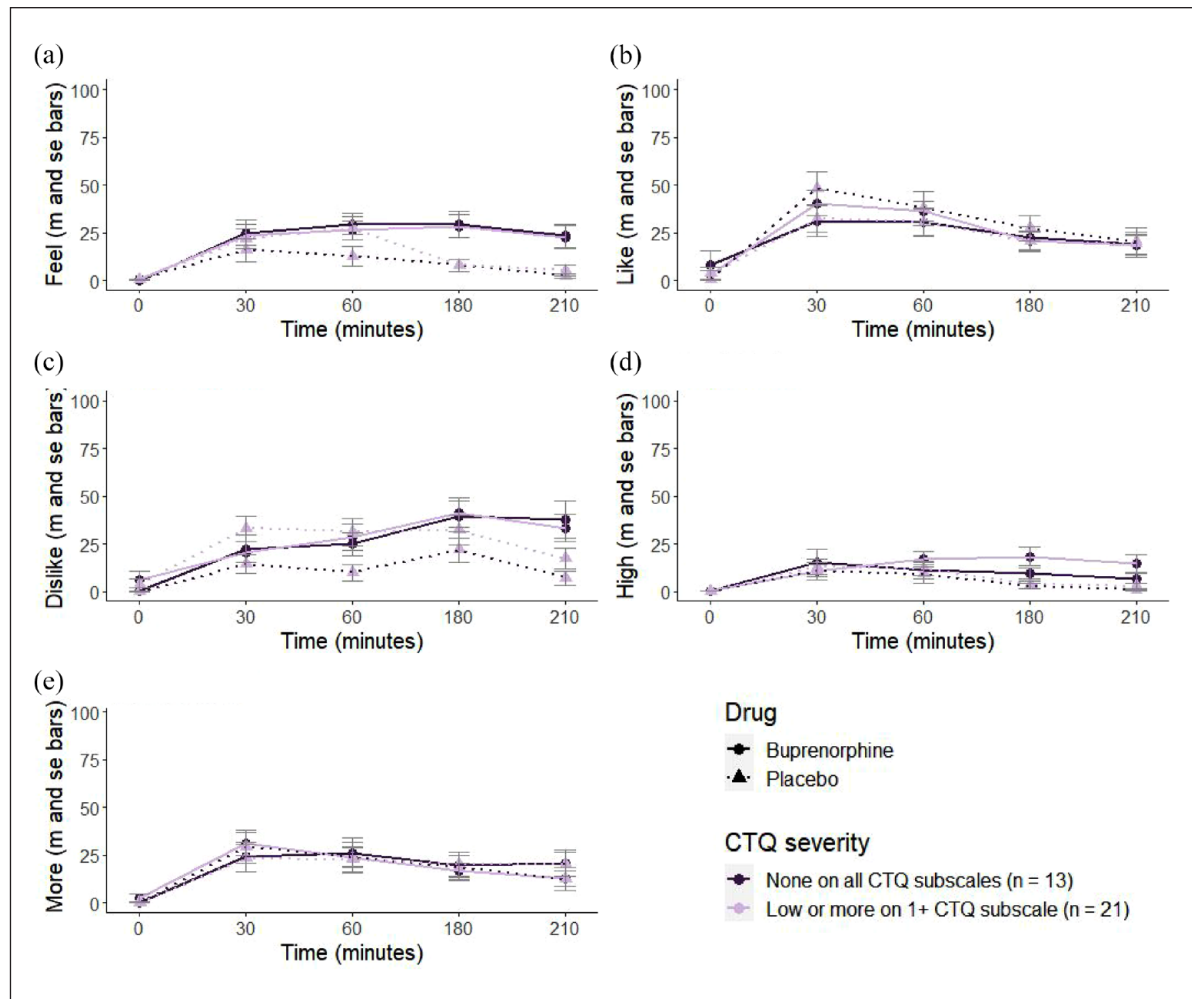 (a)
100
75
50
25
0
Feel (m and se bars)
0 30 60 180 210
Time (minutes)
(b)
100
75
50
25
0
Like (m and se bars)
0 30 60 180 210
Time (minutes)
(c)
100
75
50
25
0
Dislike (m and se bars)
0 30 60 180 210
Time (minutes)
(d)
100
75
50
25
0
High (m and se bars)
0 30 60 180 210
Time (minutes)
(e)
100
75
50
25
0
More (m and se bars)
0 30 60 180 210
Time (minutes)
Drug
Buprenorphine
Placebo
CTQ severity
None on all CTQ subscales (n = 13)
Low or more on 1+ CTQ subscale (n = 21)